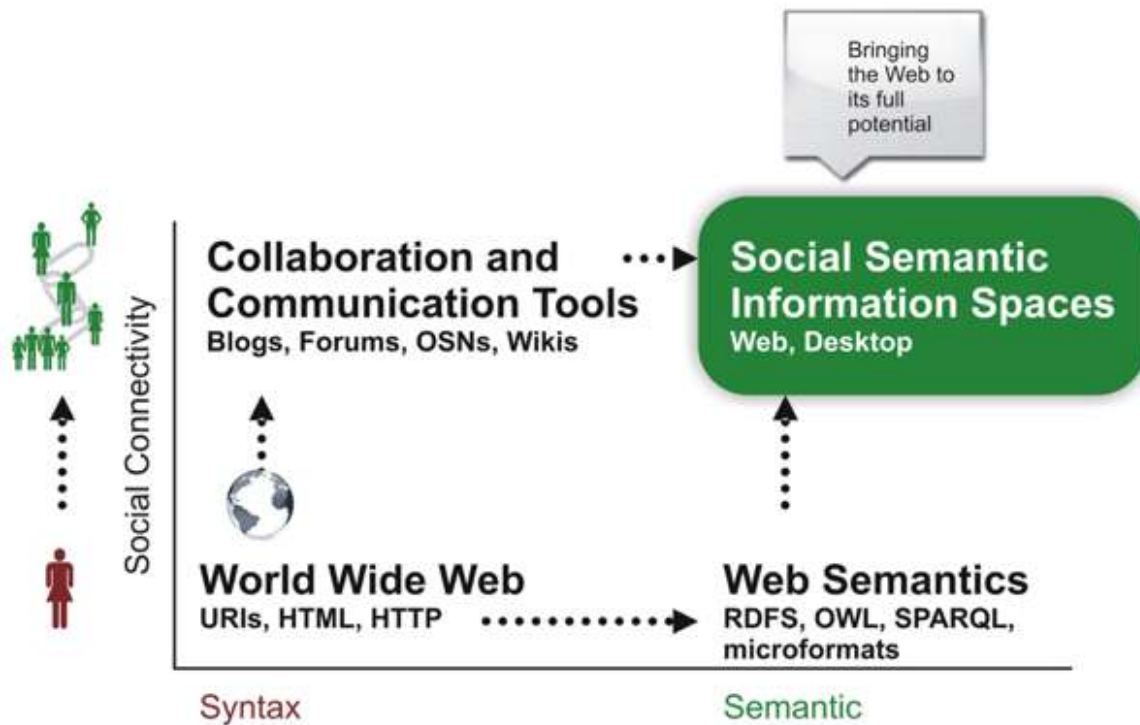 Bringing
the Web to
its full
potential
Collaboration and
Communication Tools
Blogs, Forums, OSNs, Wikis
Social Semantic
Information Spaces
Web, Desktop
Social Connectivity
World Wide Web
URIs, HTML, HTTP
Web Semantics
RDFS, OWL, SPARQL,
microformats
Syntax
Semantic